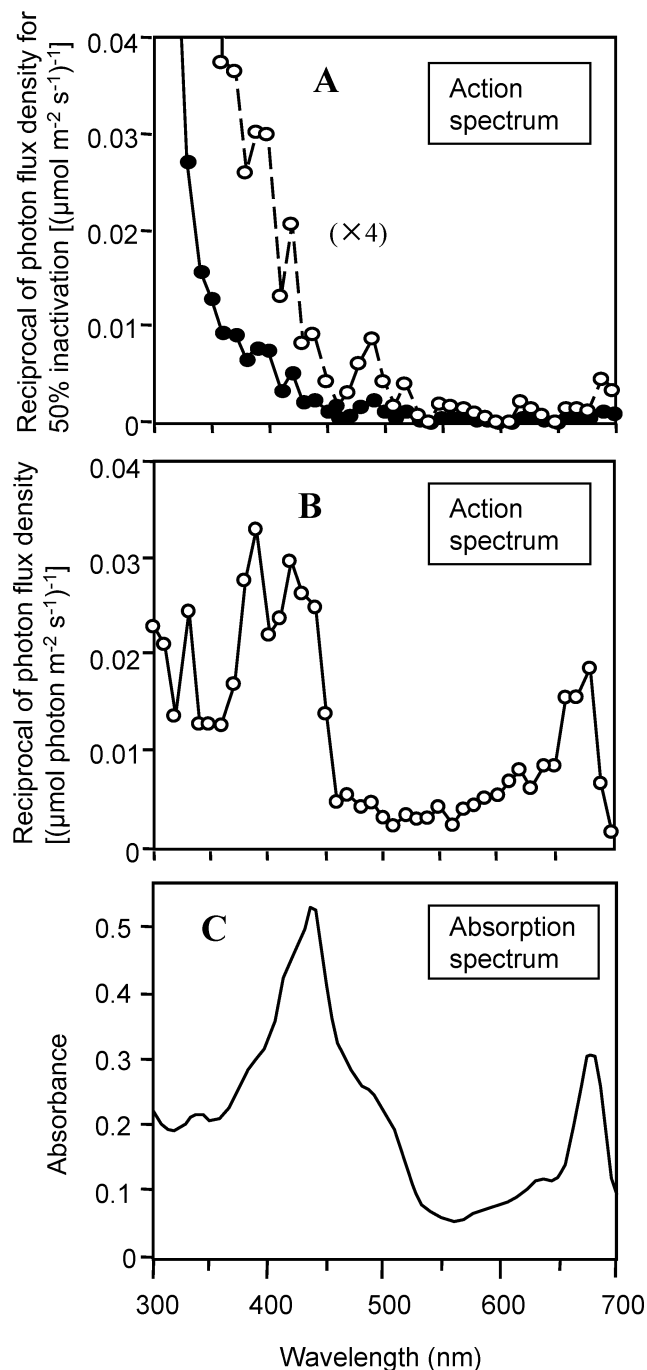 Reciprocal of photon flux density for
50% inactivation [(μmol m-2 s-1)-1]
0.04
0.03
0.02
0.01
0
A
Action
spectrum
(×4)
Reciprocal of photon flux density
[(μmol photon m-2 s-1)-1]
0.04
0.03
0.02
0.01
0
B
Action
spectrum
Absorbance
0.5
0.4
0.3
0.2
0.1
0
C
Absorption
spectrum
300
400
500
600
700
Wavelength (nm)